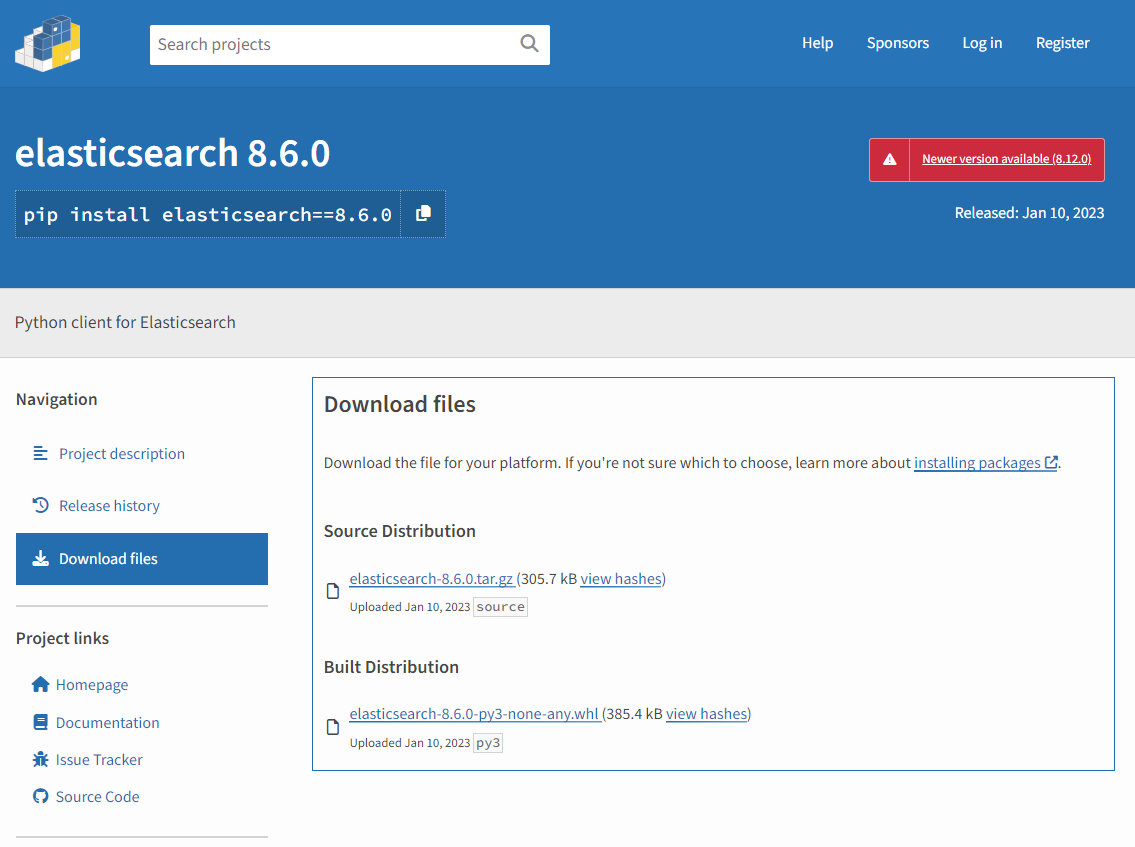 Search projects
Help Sponsors Log in Register
elasticsearch 8.6.0
Newer version available (8.12.0)
pip install elasticsearch==8.6.0
Released: Jan 10, 2023
Python client for Elasticsearch
Navigation
Project description
Release history
Download files
Project links
Homepage
Documentation
Issue Tracker
Source Code
Download files
Download the file for your platform. If you're not sure which to choose, learn more about installing packages.
Source Distribution
elasticsearch-8.6.0.tar.gz (305.7 kB view hashes)
Uploaded Jan 10, 2023 source
Built Distribution
elasticsearch-8.6.0-py3-none-any.whl (385.4 kB view hashes)
Uploaded Jan 10, 2023 py3